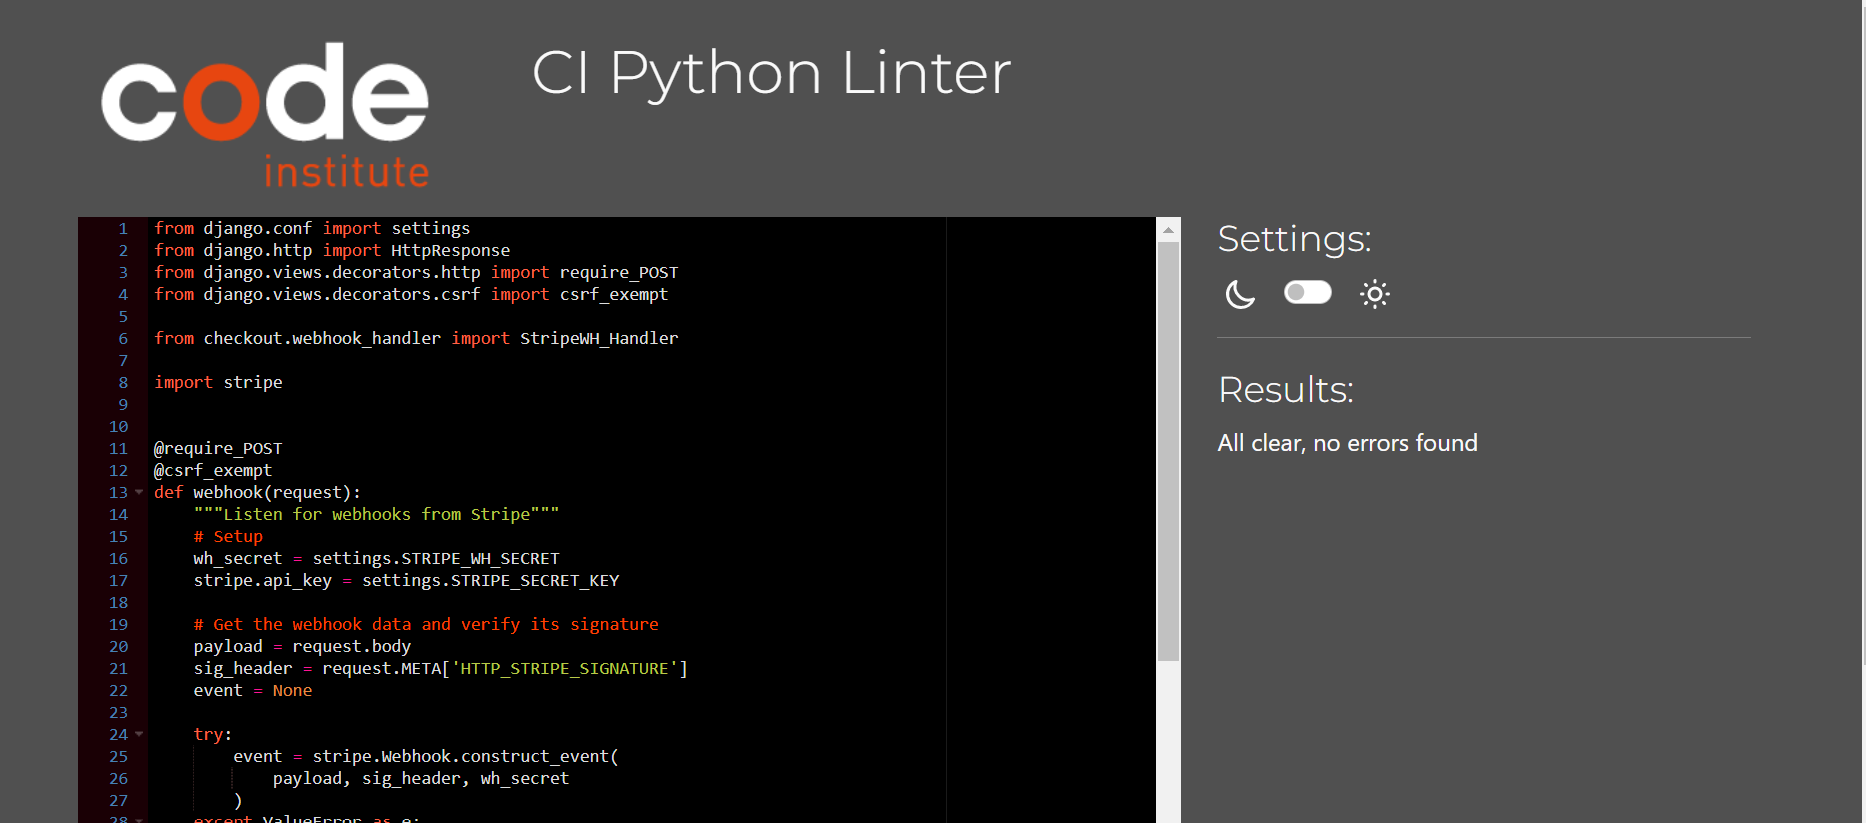 code
institute
CI Python Linter
1 from django.conf import settings
2 from django.http import HttpResponse
3 from django.views.decorators.http import require_POST
4 from django.views.decorators.csrf import csrf_exempt
5
6 from checkout.webhook_handler import StripeWH_Handler
7
8 import stripe
9
10
11 @require_POST
12 @csrf_exempt
13 def webhook(request):
14     """Listen for webhooks from Stripe"""
15     # Setup
16     wh_secret = settings.STRIPE_WH_SECRET
17     stripe.api_key = settings.STRIPE_SECRET_KEY
18
19     # Get the webhook data and verify its signature
20     payload = request.body
21     sig_header = request.META['HTTP_STRIPE_SIGNATURE']
22     event = None
23
24     try:
25         event = stripe.Webhook.construct_event(
26             payload, sig_header, wh_secret
27         )
28     except ValueError as e:
Settings:
Results:
All clear, no errors found